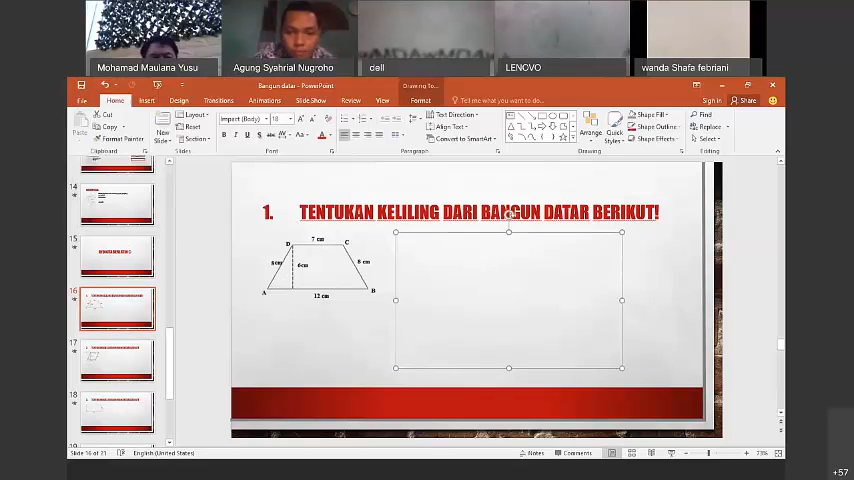 Mohamad Maulana Yusu
Agung Syahrial Nugroho
dell
LENOVO
wanda Shafa febriani
Bangun datar - PowerPoint
Drawing To...
File
Home
Insert
Design
Transitions
Animations
Slide Show
Review
View
Format
Tell me what you want to do...
Sign in
Share
Paste
Cut
Copy
Format Painter
Clipboard
New
Slide
Layout
Reset
Section
Slides
Impact (Body)
18
Font
Text Direction
Align Text
Convert to SmartArt
Paragraph
Arrange
Quick
Styles
Shape Fill
Shape Outline
Shape Effects
Drawing
Find
Replace
Select
Editing
14
15
16
17
18
1. TENTUKAN KELILING DARI BANGUN DATAR BERIKUT!
7 cm
D
C
8 cm
6cm
8 cm
A
B
12 cm
Slide 16 of 31
English (United States)
Notes
Comments
73%
+57